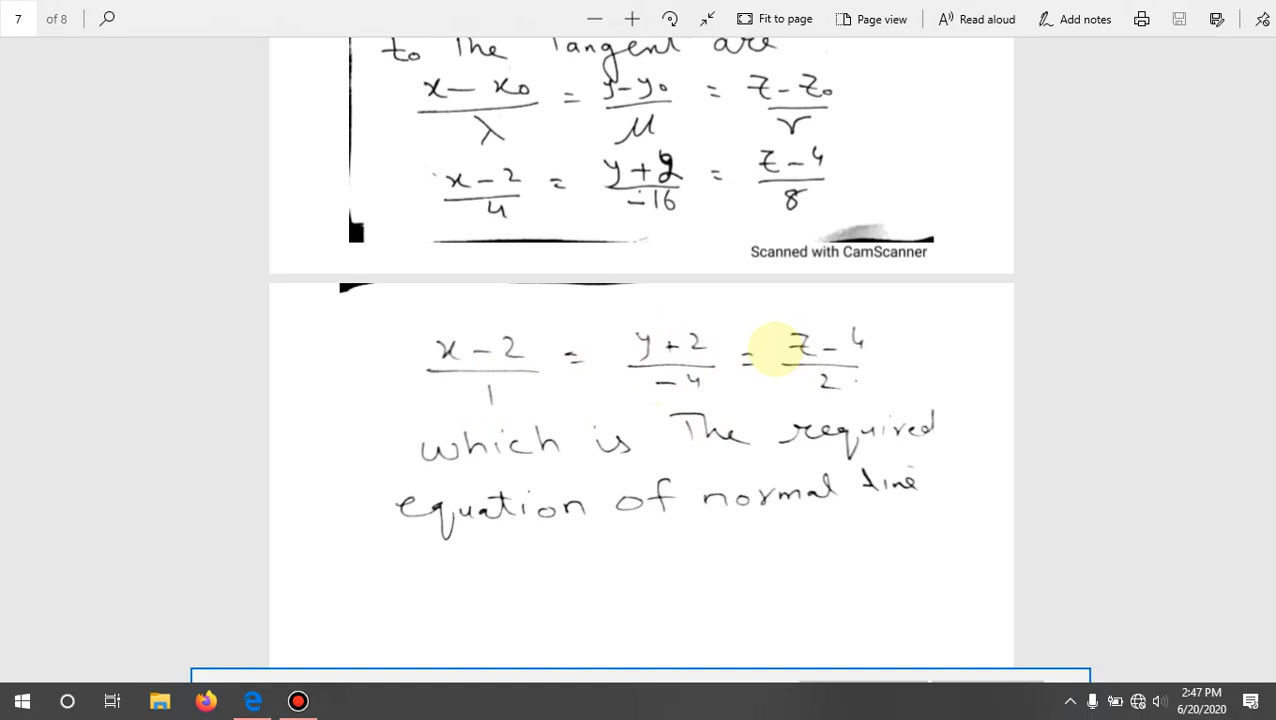 7 of 8 Fit to page Page view Read aloud Add notes
to The Tangent are
x - x₀ / λ = y - y₀ / μ = z - z₀ / r
x - 2 / 4 = y + 2 / -16 = z - 4 / 8
Scanned with CamScanner
x - 2 / 1 = y + 2 / -4 = z - 4 / 2
which is The required
equation of normal line
2:47 PM
6/20/2020